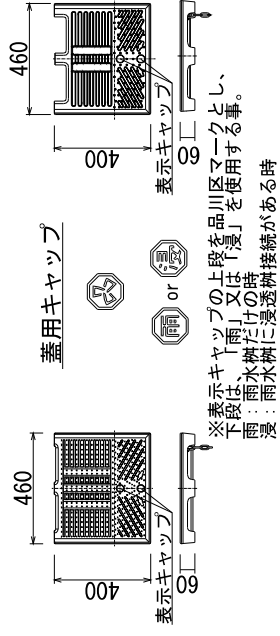 460
400
表示キャップ
60
蓋用キャップ
雨 or 浸
460
400
表示キャップ
60
※表示キャップの上段を品川区マークとし、
下段は、「雨」又は「浸」を使用する事。
雨：雨水桝だけの時
浸：雨水桝に浸透桝接続がある時